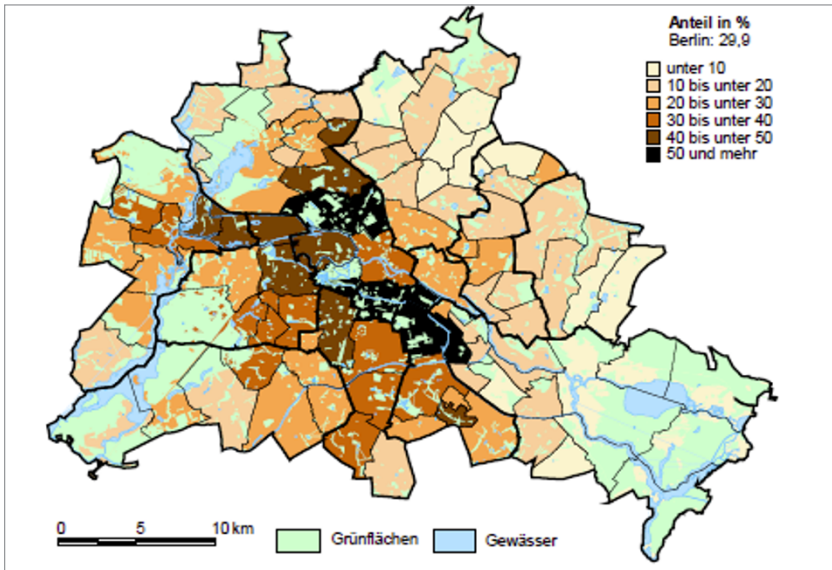 Anteil in %
Berlin: 29,9
unter 10
10 bis unter 20
20 bis unter 30
30 bis unter 40
40 bis unter 50
50 und mehr
0 5 10 km
Grünflächen Gewässer